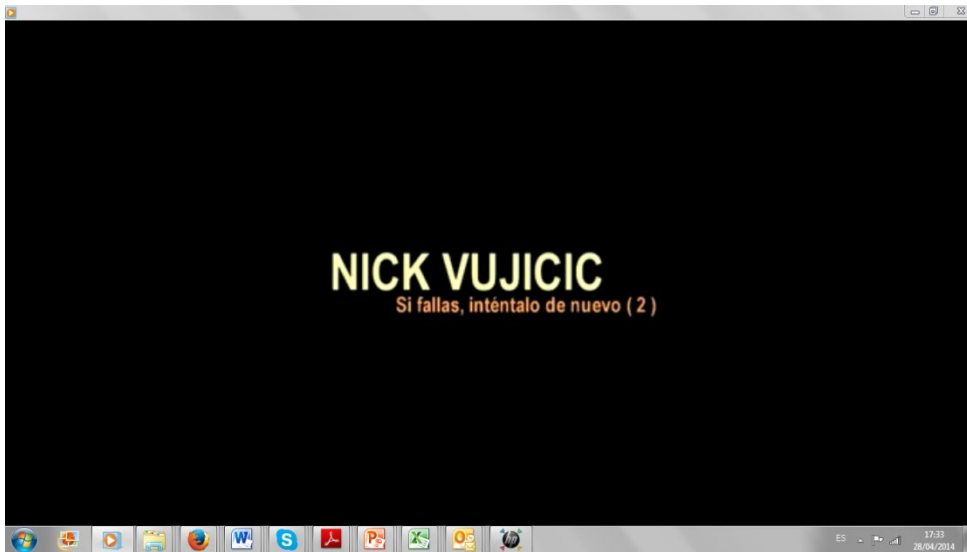 NICK VUJICIC
Si fallas, inténtalo de nuevo ( 2 )
ES
17:33
28/04/2014